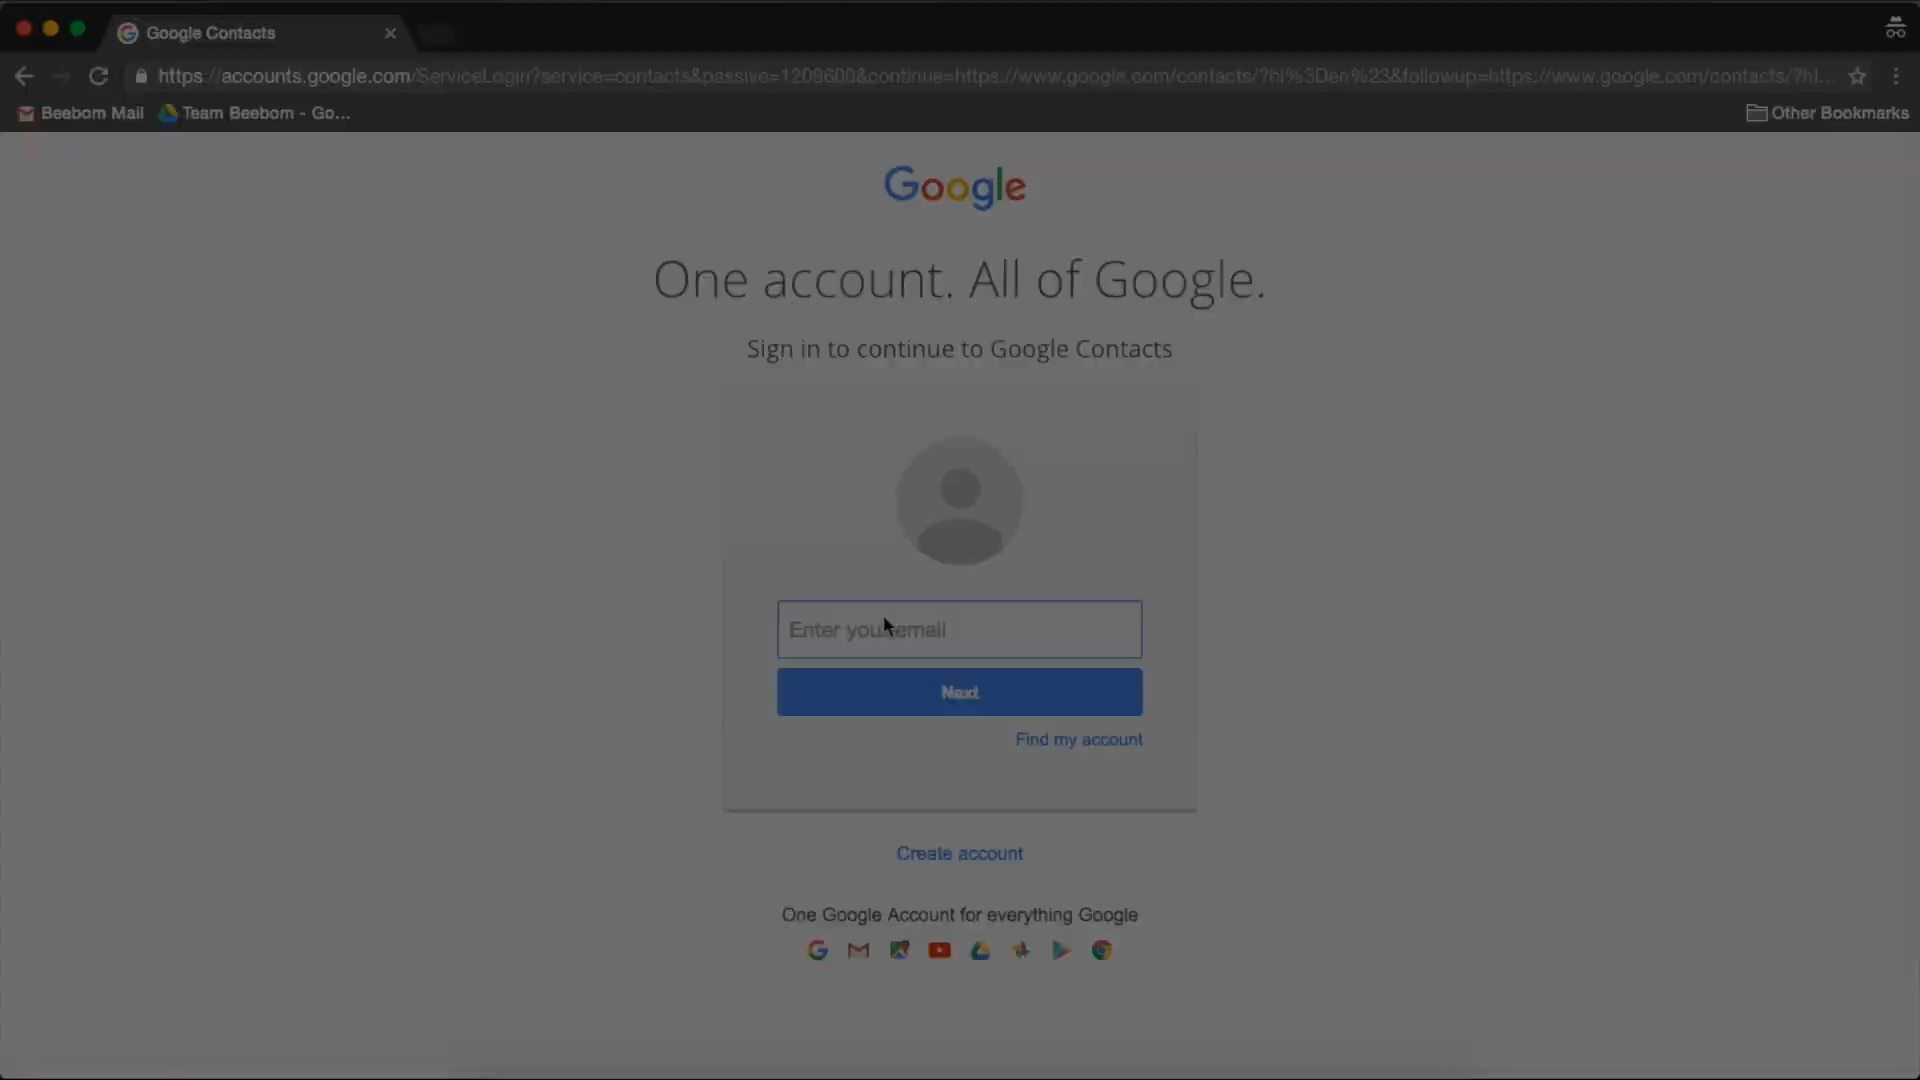 Google Contacts
https://accounts.google.com/ServiceLogin?service=contacts&passive=1209600&continue=https://www.google.com/contacts/?hl%3Den%23&followup=https://www.google.com/contacts/?hl...
Beebom Mail
Team Beebom - Go...
Other Bookmarks
Google
One account. All of Google.
Sign in to continue to Google Contacts
Enter your email
Next
Find my account
Create account
One Google Account for everything Google